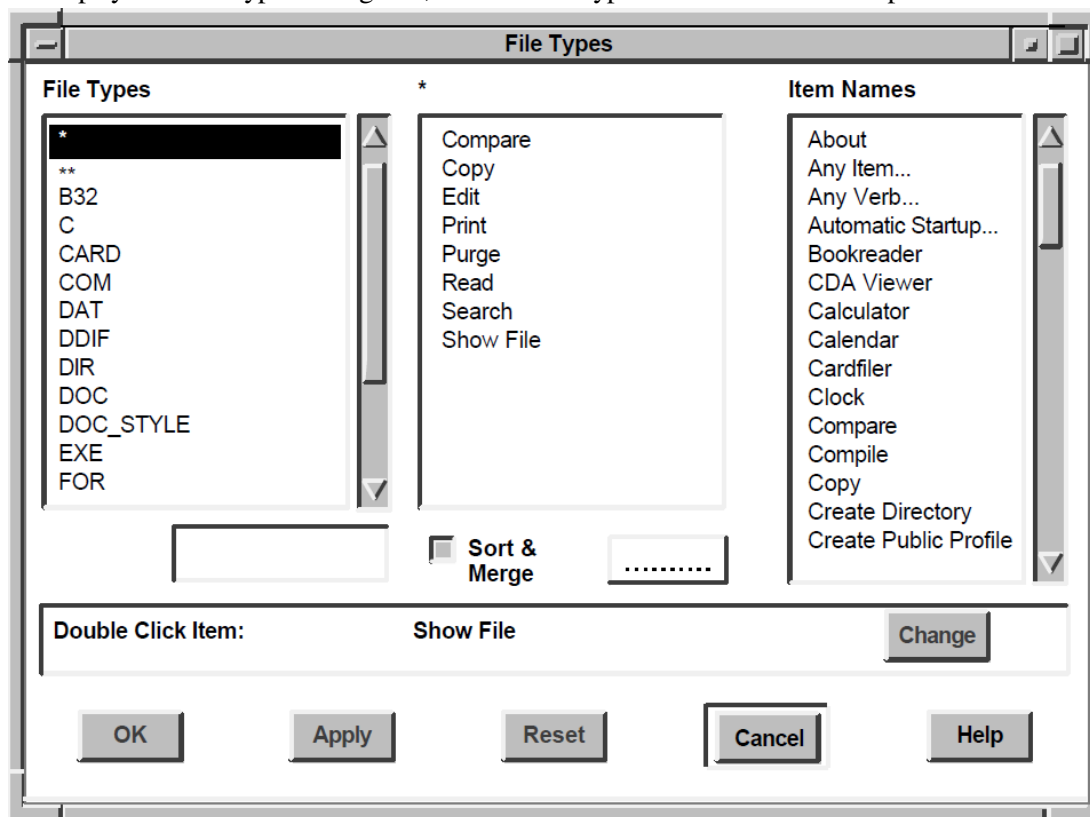 File Types
File Types
*
Item Names
*
**
B32
C
CARD
COM
DAT
DDIF
DIR
DOC
DOC_STYLE
EXE
FOR
Compare
Copy
Edit
Print
Purge
Read
Search
Show File
About
Any Item...
Any Verb...
Automatic Startup...
Bookreader
CDA Viewer
Calculator
Calendar
Cardfiler
Clock
Compare
Compile
Copy
Create Directory
Create Public Profile
Sort &
Merge
..........
Double Click Item:
Show File
Change
OK
Apply
Reset
Cancel
Help